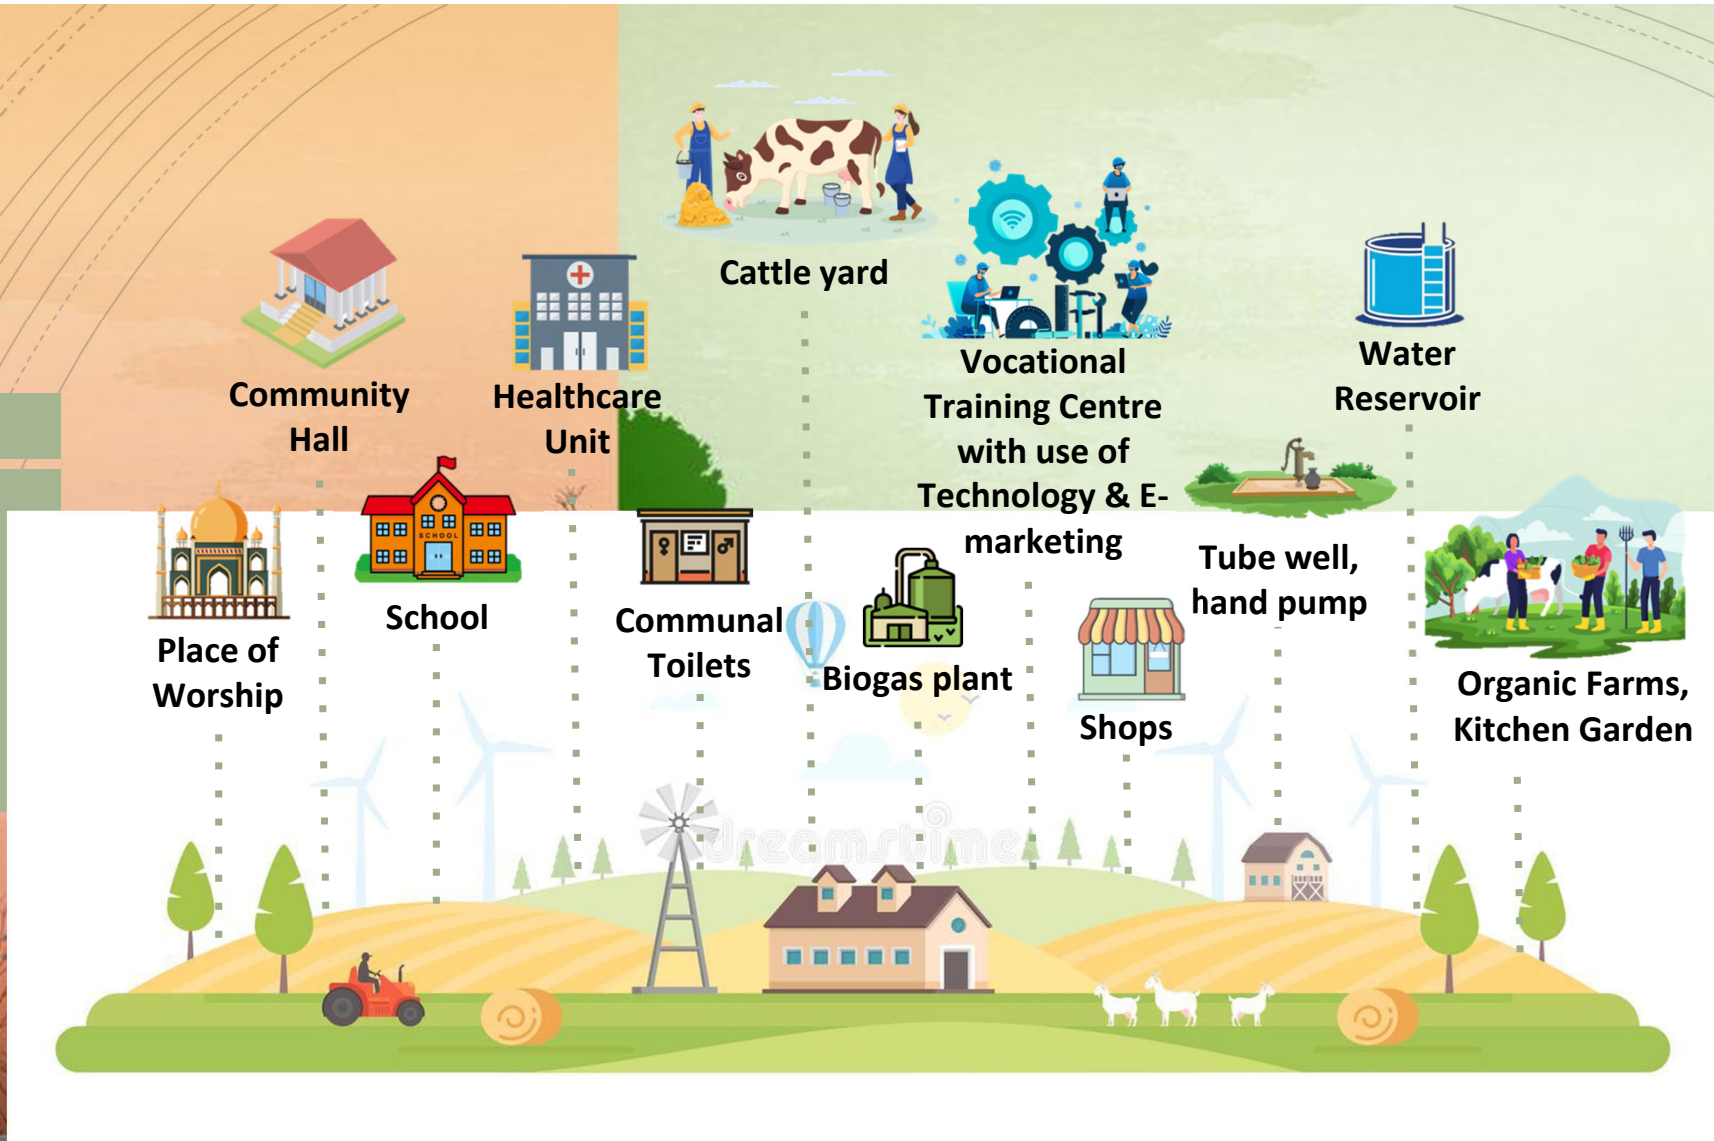 Cattle yard
Community
Hall
Healthcare
Unit
Vocational
Training Centre
with use of
Technology & E-
marketing
Water
Reservoir
SCHOOL
Place of
Worship
School
Communal
Toilets
Biogas plant
Shops
Tube well,
hand pump
Organic Farms,
Kitchen Garden
dreamstime